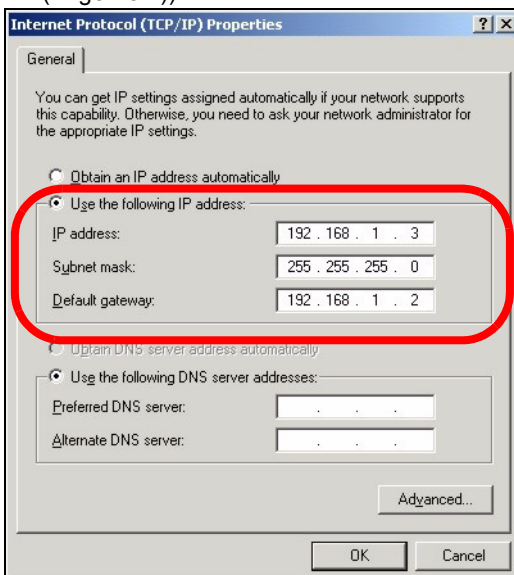 Internet Protocol (TCP/IP) Properties
General
You can get IP settings assigned automatically if your network supports
this capability. Otherwise, you need to ask your network administrator for
the appropriate IP settings.
Obtain an IP address automatically
Use the following IP address:
IP address: 192 . 168 . 1 . 3
Subnet mask: 255 . 255 . 255 . 0
Default gateway: 192 . 168 . 1 . 2
Obtain DNS server address automatically
Use the following DNS server addresses:
Preferred DNS server: . . .
Alternate DNS server: . . .
Advanced...
OK Cancel